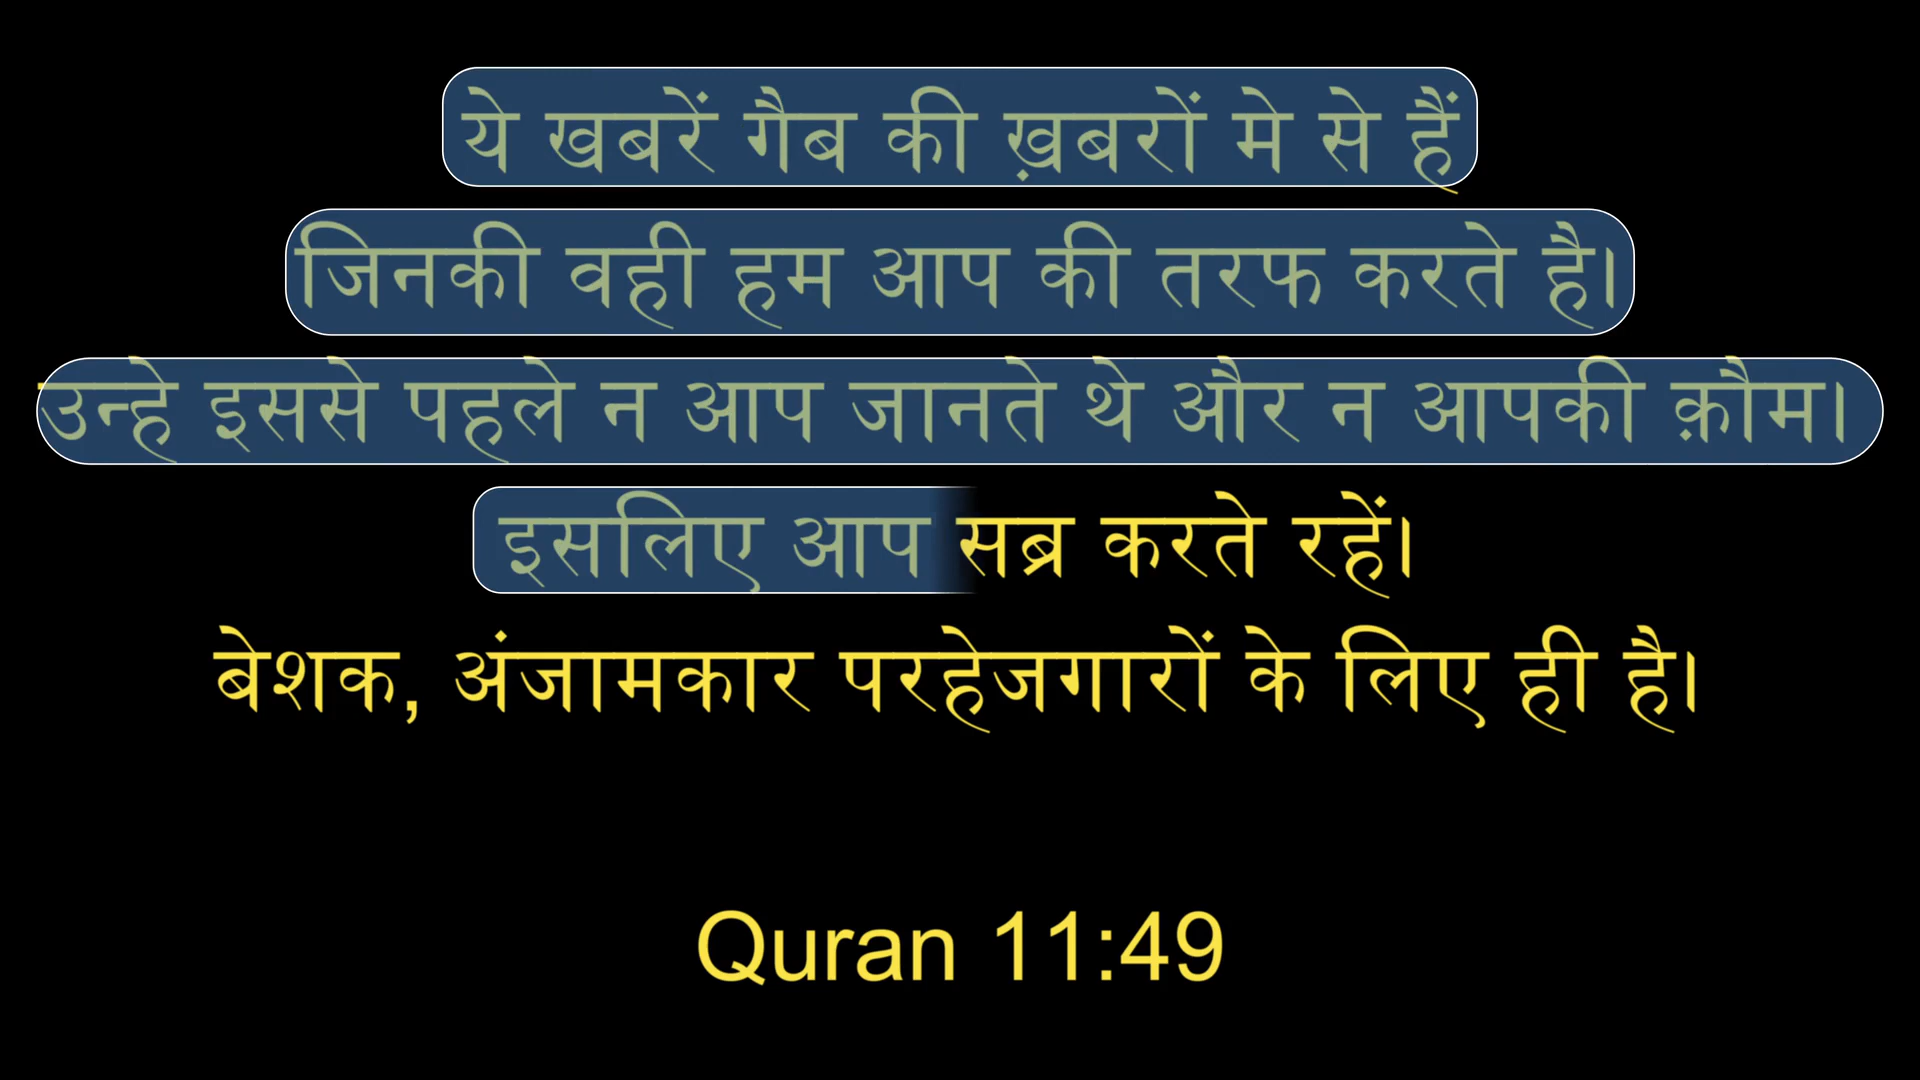 ये खबरें गैब की ख़बरों मे से हैं
जिनकी वही हम आप की तरफ करते है।
उन्हे इससे पहले न आप जानते थे और न आपकी क़ौम।
इसलिए आप सब्र करते रहें।
बेशक, अंजामकार परहेजगारों के लिए ही है।
Quran 11:49